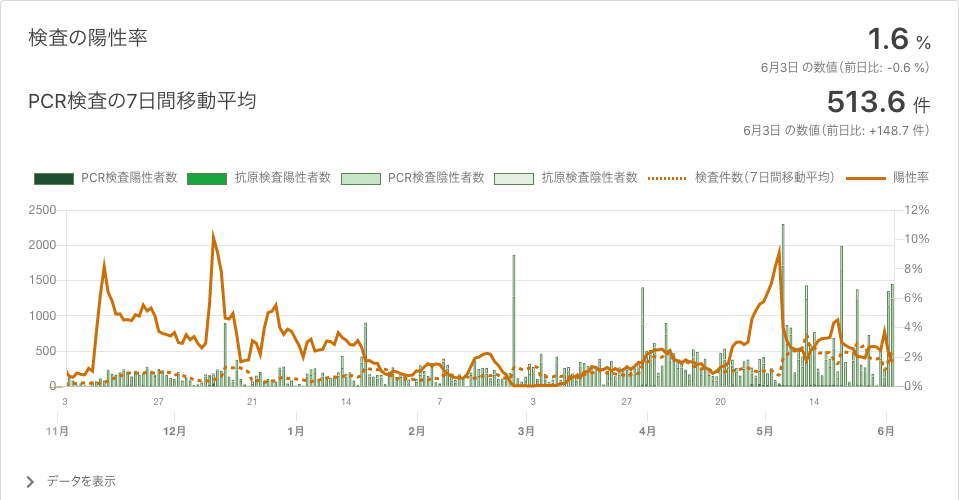 検査の陽性率
1.6 %
6月3日 の数値（前日比: -0.6 %）
PCR検査の7日間移動平均
513.6 件
6月3日 の数値（前日比: +148.7 件）
PCR検査陽性者数 抗原検査陽性者数 PCR検査陰性者数 抗原検査陰性者数 検査件数（7日間移動平均） 陽性率
2500 12%
2000 10%
1500 8%
1000 6%
500 4%
0 2%
0%
3 27 21 14 7 3 27 20 14
11月 12月 1月 2月 3月 4月 5月 6月
データを表示